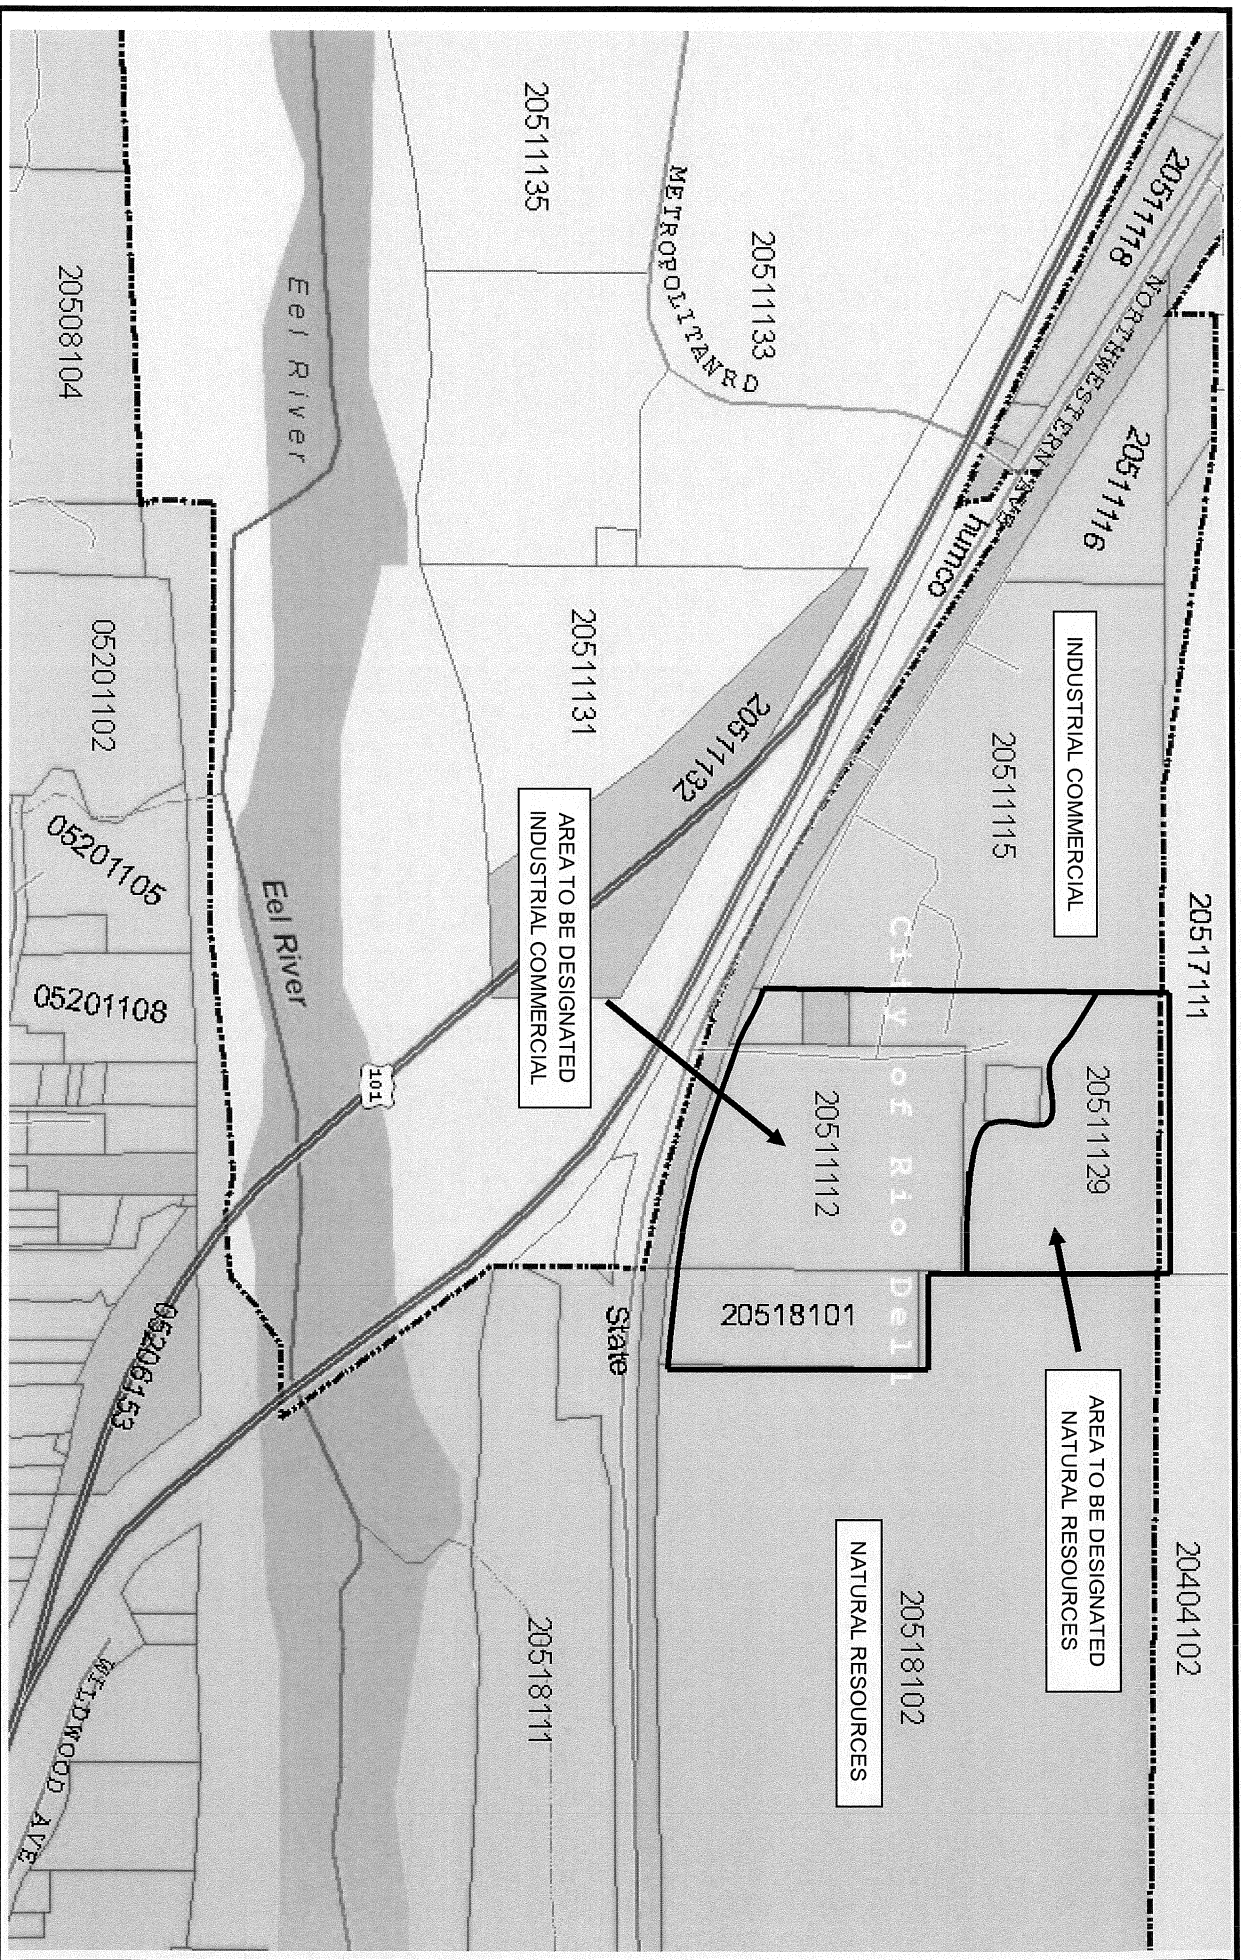 20517111
20404102
20511118
NORTHWESTERN AVE
20511116
INDUSTRIAL COMMERCIAL
20511115
20511129
AREA TO BE DESIGNATED
NATURAL RESOURCES
humco
City of Rio Dell
20511112
20518101
20518102
NATURAL RESOURCES
20511133
METROPOLITAN RD
20511135
20511131
20511132
AREA TO BE DESIGNATED
INDUSTRIAL COMMERCIAL
State
20518111
Eel River
Eel River
101
20508104
05201102
05201105
05201108
05206153
WILDWOOD AVE